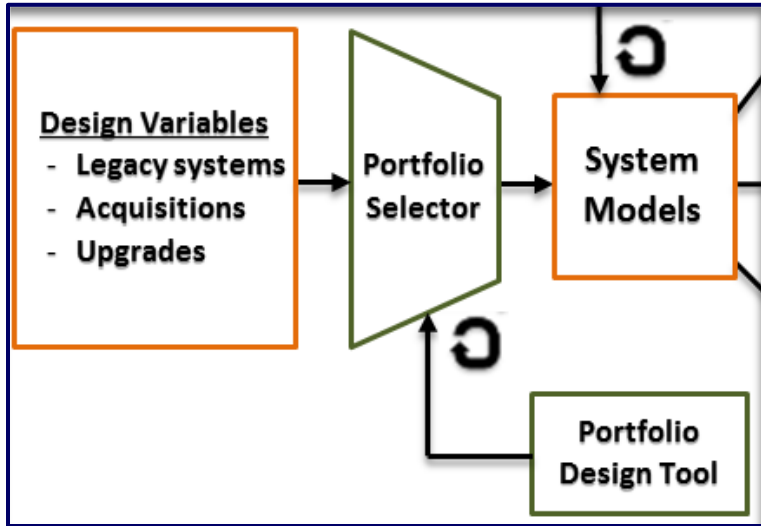 Design Variables
- Legacy systems
- Acquisitions
- Upgrades
Portfolio
Selector
System
Models
Portfolio
Design Tool